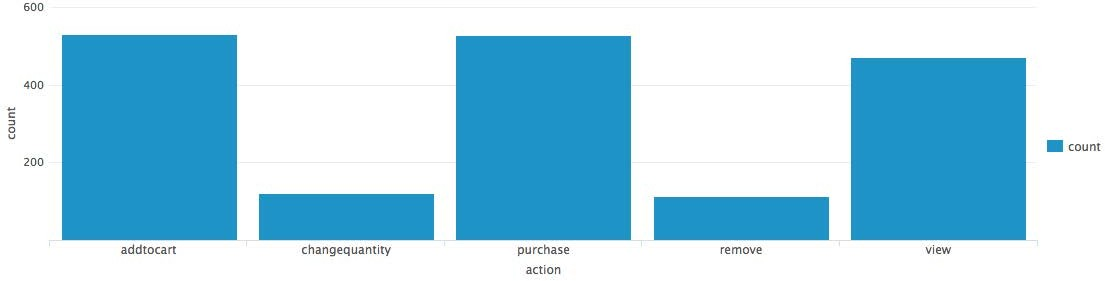 600
400
200
count
addtocart changequantity purchase remove view
action
count